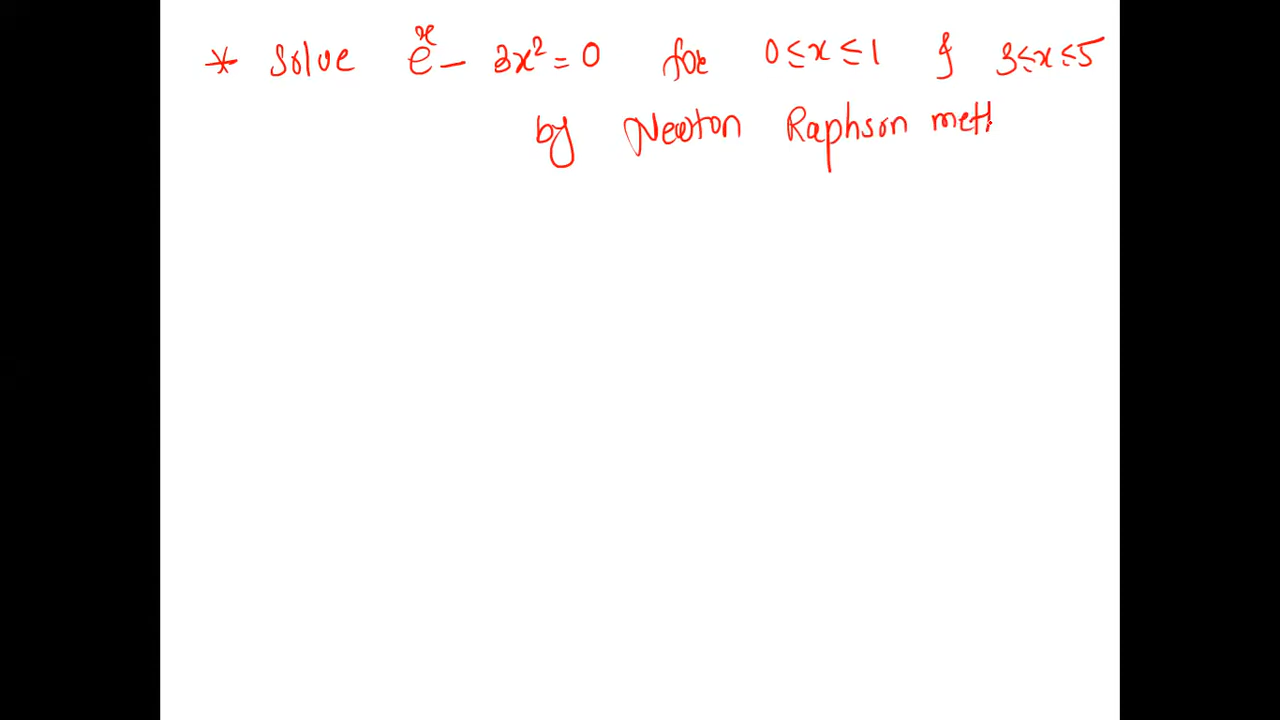 * Solve e^x - 3x² = 0 for 0 ≤ x ≤ 1 & 3 ≤ x ≤ 5
by Newton Raphson meth